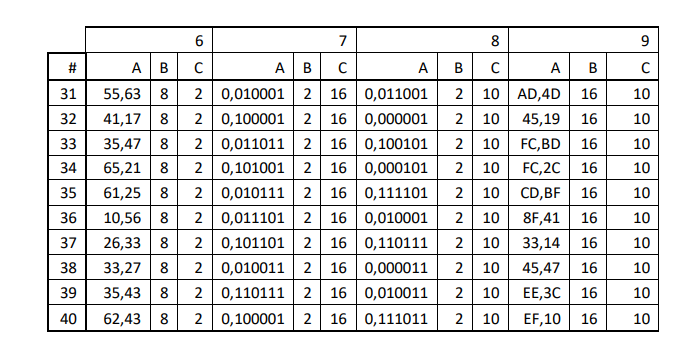 6 7 8 9
# A B C A B C A B C A B C
31 55,63 8 2 0,010001 2 16 0,011001 2 10 AD,4D 16 10
32 41,17 8 2 0,100001 2 16 0,000001 2 10 45,19 16 10
33 35,47 8 2 0,011011 2 16 0,100101 2 10 FC,BD 16 10
34 65,21 8 2 0,101001 2 16 0,000101 2 10 FC,2C 16 10
35 61,25 8 2 0,010111 2 16 0,111101 2 10 CD,BF 16 10
36 10,56 8 2 0,011101 2 16 0,010001 2 10 8F,41 16 10
37 26,33 8 2 0,101101 2 16 0,110111 2 10 33,14 16 10
38 33,27 8 2 0,010011 2 16 0,000011 2 10 45,47 16 10
39 35,43 8 2 0,110111 2 16 0,010011 2 10 EE,3C 16 10
40 62,43 8 2 0,100001 2 16 0,111011 2 10 EF,10 16 10